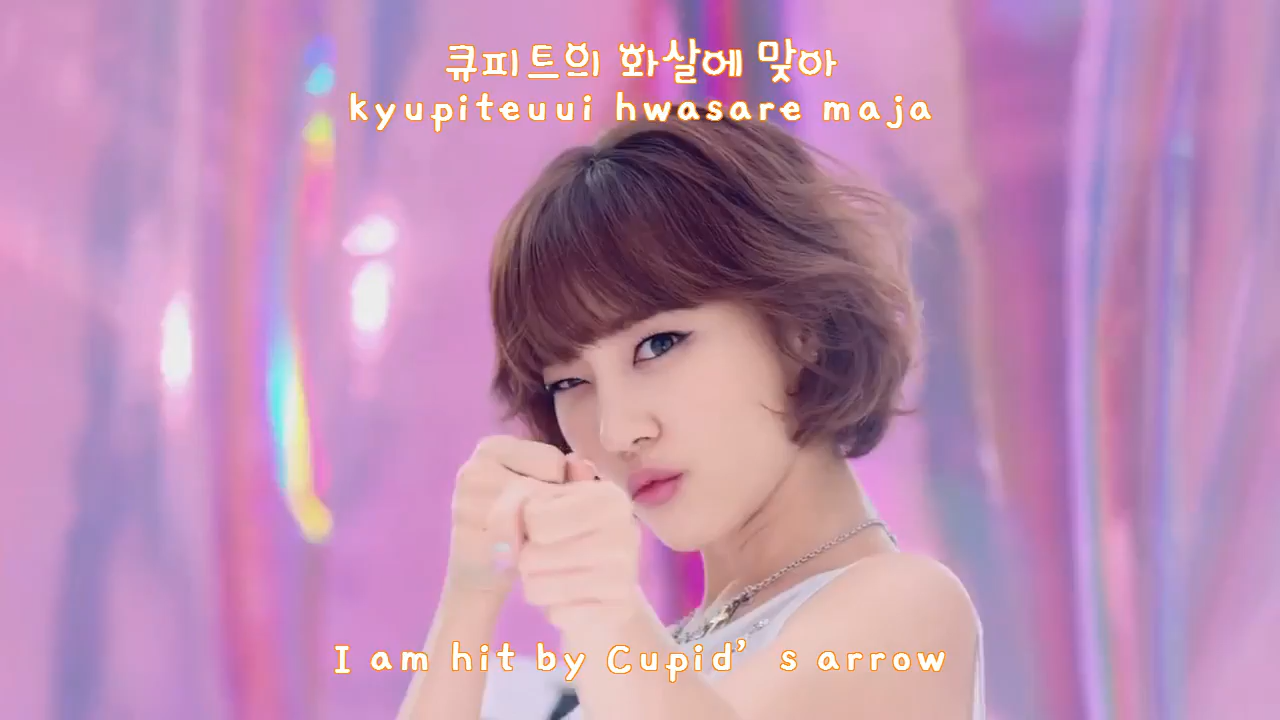 큐피트의 화살에 맞아
kyupiteuui hwasare maja
I am hit by Cupid’s arrow